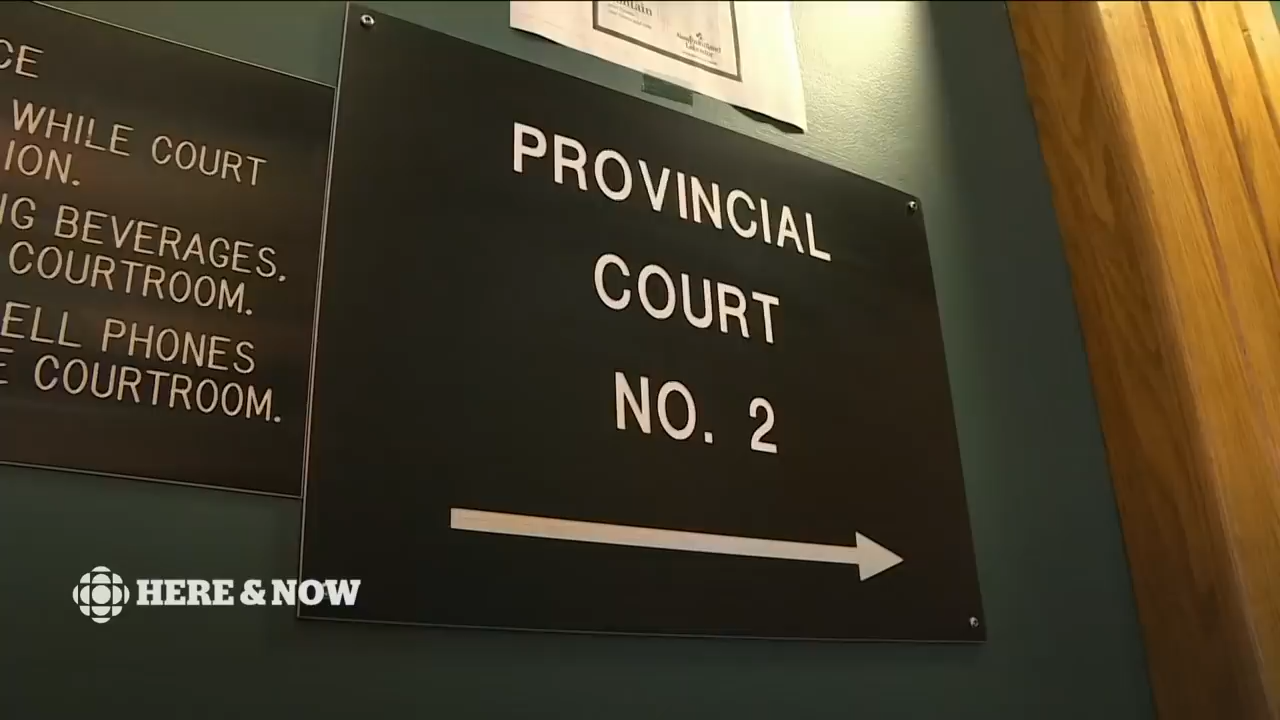 CE
WHILE COURT
ION.
NG BEVERAGES,
COURTROOM.
ELL PHONES
E COURTROOM.
PROVINCIAL
COURT
NO. 2
HERE & NOW